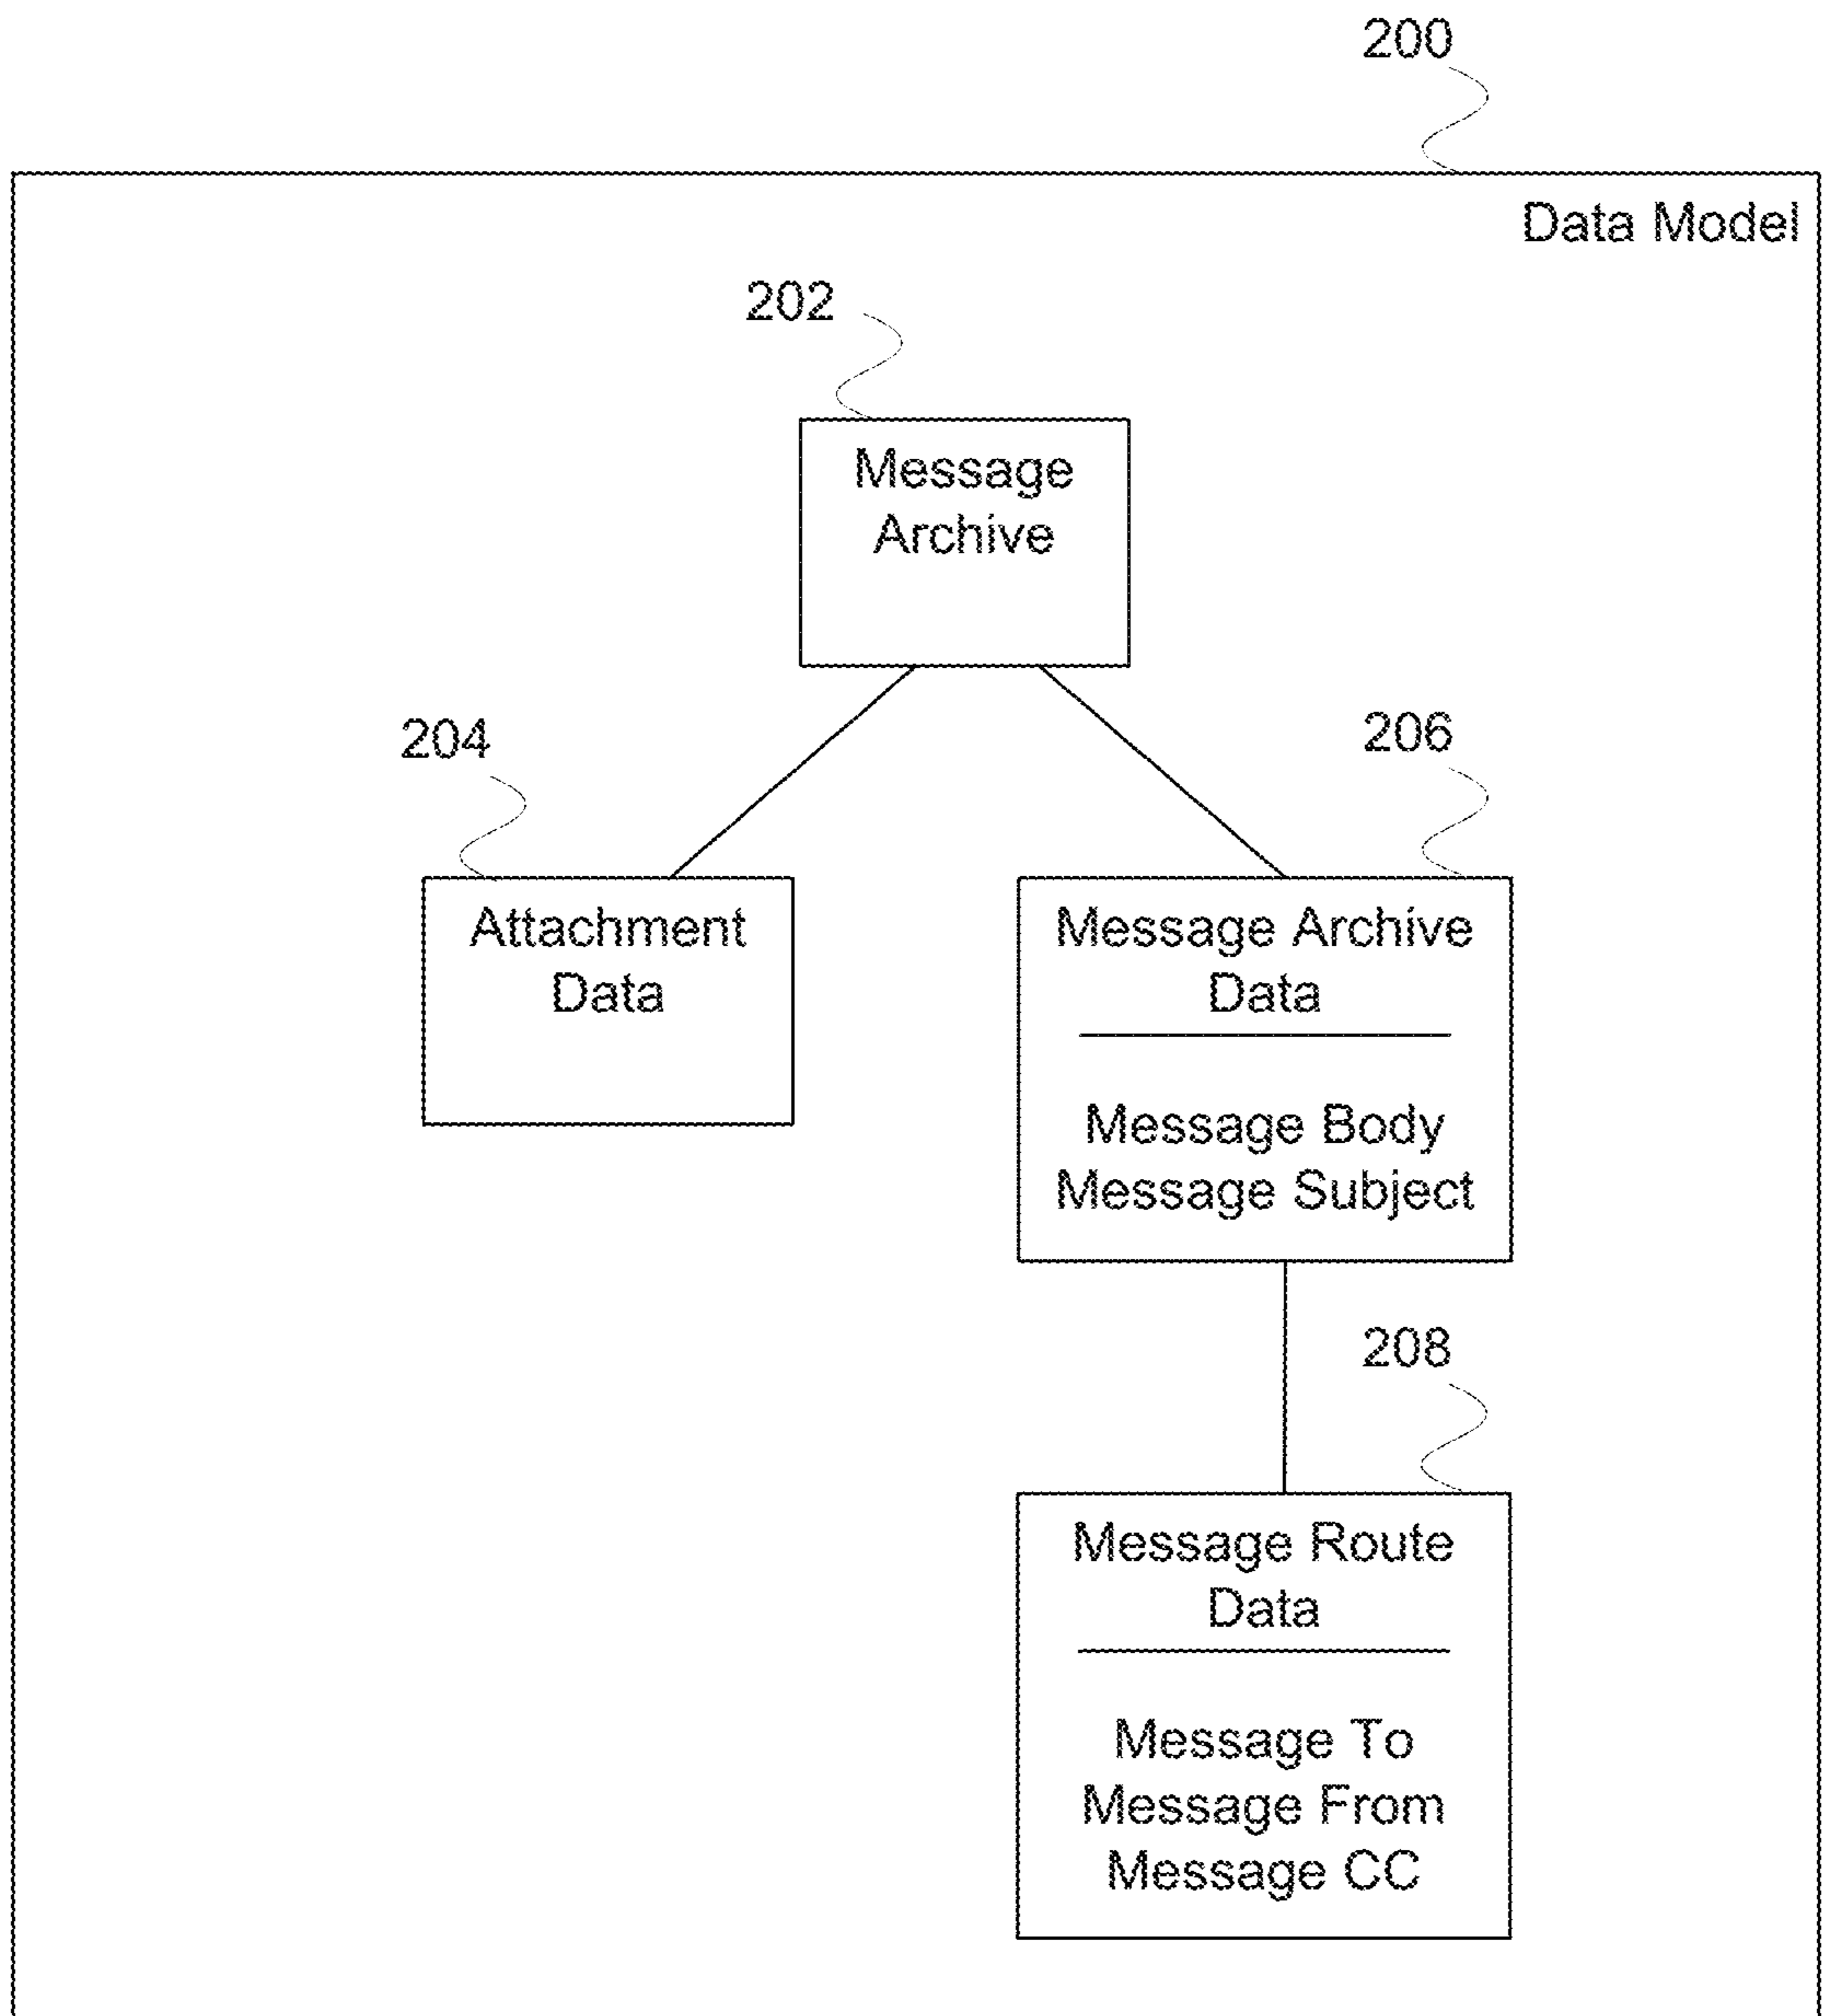 200
Data Model
202
Message
Archive
204
206
Attachment
Data
Message Archive
Data
Message Body
Message Subject
208
Message Route
Data
Message To
Message From
Message CC